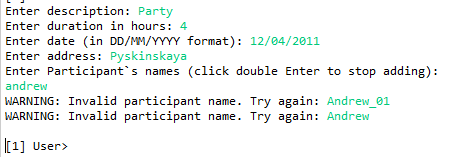 Enter description: Party
Enter duration in hours: 4
Enter date (in DD/MM/YYYY format): 12/04/2011
Enter address: Pyskinskaya
Enter Participant`s names (click double Enter to stop adding):
andrew
WARNING: Invalid participant name. Try again: Andrew_01
WARNING: Invalid participant name. Try again: Andrew
[1] User>